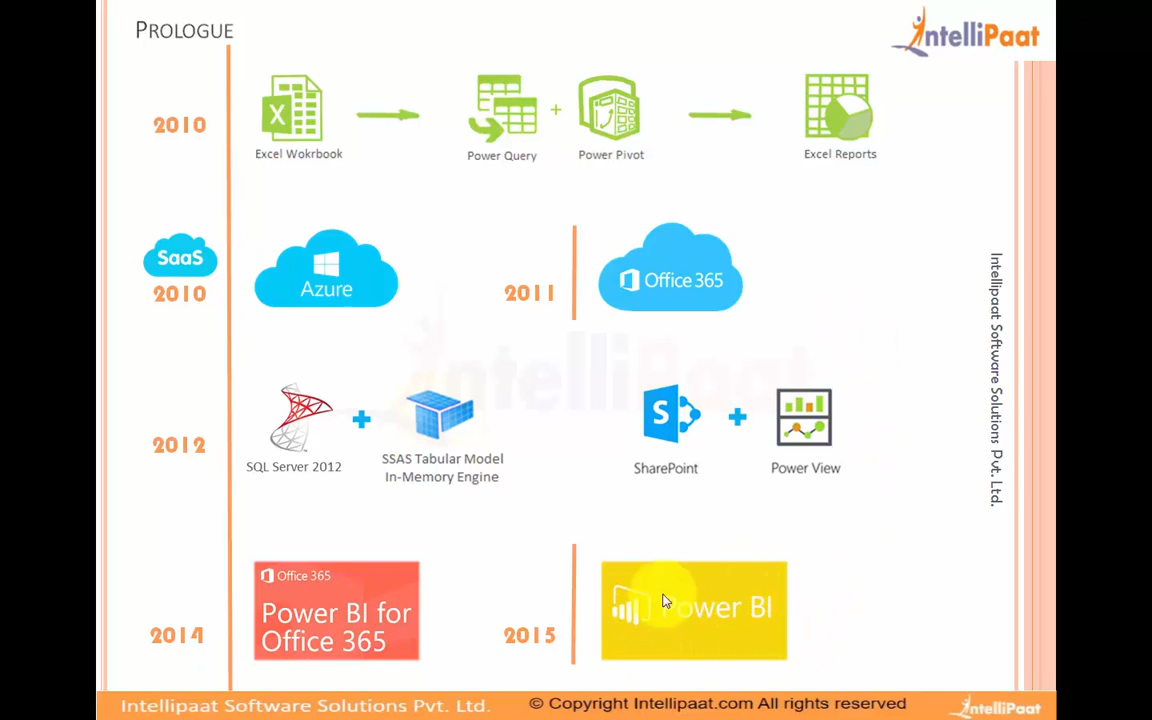 PROLOGUE
IntelliPaat
2010
X
Excel Wokrbook
Power Query
+
Power Pivot
Excel Reports
SaaS
2010
Azure
2011
Office 365
IntelliPaat
2012
SQL Server 2012
+
SSAS Tabular Model
In-Memory Engine
S
SharePoint
+
Power View
2014
Office 365
Power BI for
Office 365
2015
Power BI
Intellipaat Software Solutions Pvt. Ltd.
Intellipaat Software Solutions Pvt. Ltd.
© Copyright Intellipaat.com All rights reserved
IntelliPaat